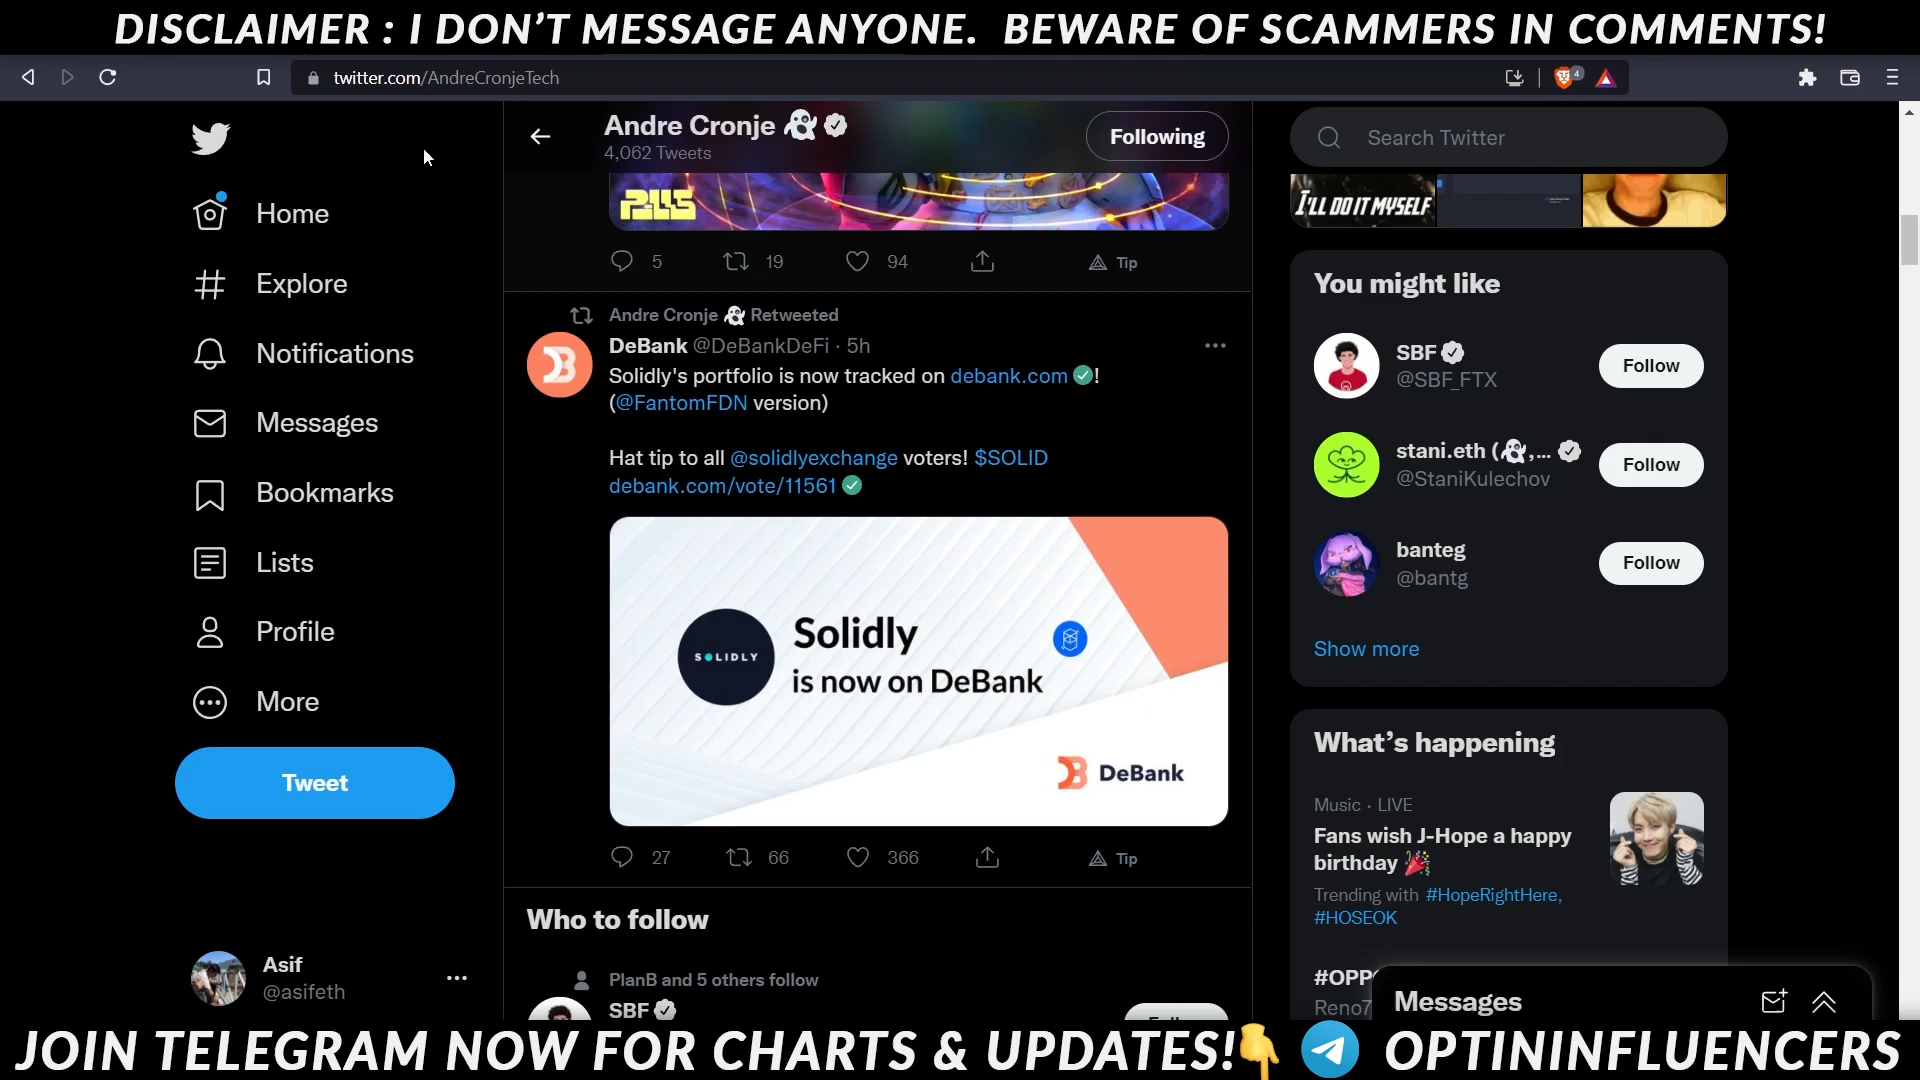 DISCLAIMER : I DON'T MESSAGE ANYONE. BEWARE OF SCAMMERS IN COMMENTS!
twitter.com/AndreCronjeTech
4
Andre Cronje
4,062 Tweets
Following
Search Twitter
Home
Explore
Notifications
Messages
Bookmarks
Lists
Profile
More
Tweet
Asif
@asifeth
5
19
94
Tip
Andre Cronje Retweeted
DeBank @DeBankDeFi · 5h
Solidly's portfolio is now tracked on debank.com ✅!
(@FantomFDN version)
Hat tip to all @solidlyexchange voters! $SOLID
debank.com/vote/11561 ✅
SOLIDLY
Solidly
is now on DeBank
DeBank
27
66
366
Tip
Who to follow
PlanB and 5 others follow
SBF
I'LL DO IT MYSELF
You might like
SBF
@SBF_FTX
Follow
stani.eth (👻,...
@StaniKulechov
Follow
banteg
@bantg
Follow
Show more
What's happening
Music · LIVE
Fans wish J-Hope a happy
birthday 🎉
Trending with #HopeRightHere,
#HOSEOK
Reno7
Messages
JOIN TELEGRAM NOW FOR CHARTS & UPDATES!👇 OPTININFLUENCERS